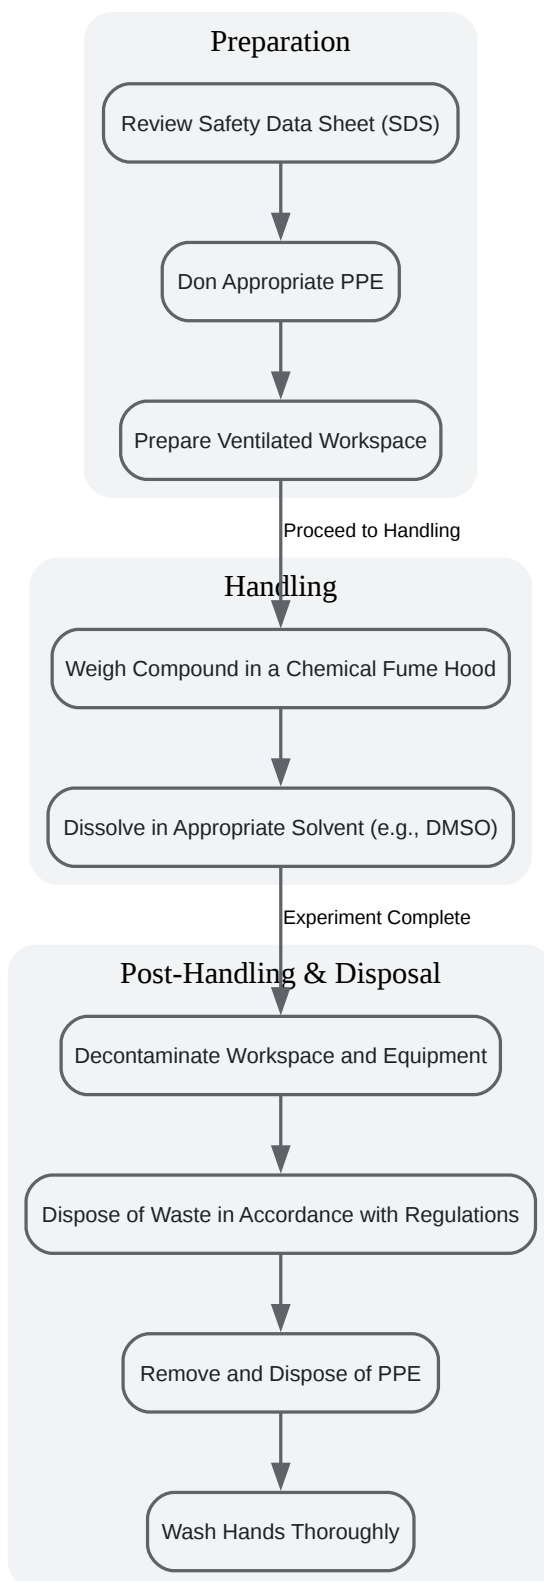 Preparation
Review Safety Data Sheet (SDS)
Don Appropriate PPE
Prepare Ventilated Workspace
Proceed to Handling
Handling
Weigh Compound in a Chemical Fume Hood
Dissolve in Appropriate Solvent (e.g., DMSO)
Experiment Complete
Post-Handling & Disposal
Decontaminate Workspace and Equipment
Dispose of Waste in Accordance with Regulations
Remove and Dispose of PPE
Wash Hands Thoroughly